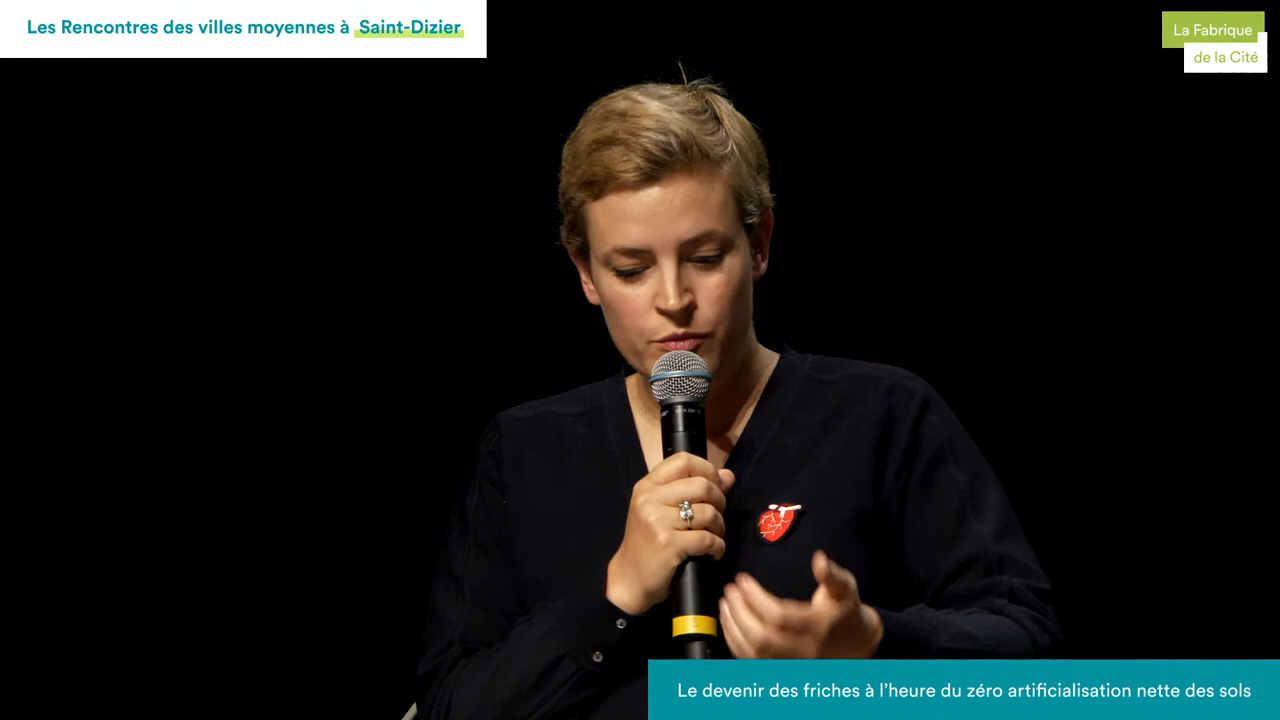 Les Rencontres des villes moyennes à Saint-Dizier
La Fabrique
de la Cité
Le devenir des friches à l'heure du zéro artificialisation nette des sols